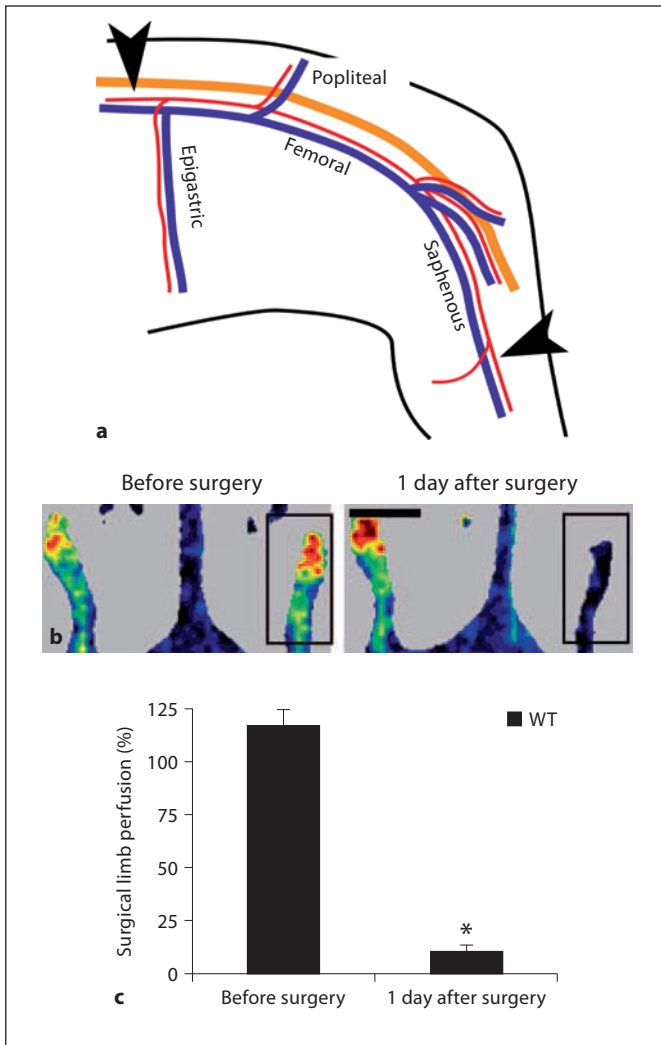 Popliteal
Femoral
Epigastric
Saphenous
a
Before surgery
1 day after surgery
b
125
100
75
50
25
0
Surgical limb perfusion (%)
WT
*
c
Before surgery
1 day after surgery